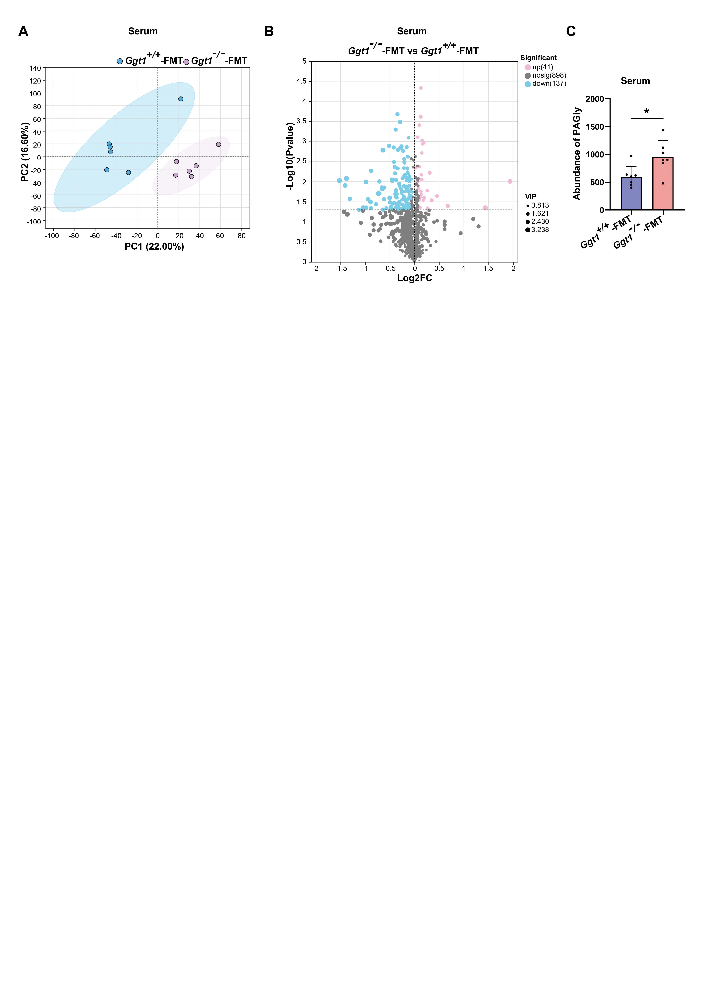 A
Serum
Ggt1+/+-FMT Ggt1-/--FMT
140
120
100
80
60
40
20
0
-20
-40
-60
-80
-100
PC2 (16.60%)
-100 -80 -60 -40 -20 0 20 40 60 80
PC1 (22.00%)
B
Serum
Ggt1-/--FMT vs Ggt1+/+-FMT
5
4.5
4
3.5
3
2.5
2
1.5
1
0.5
0
-Log10(Pvalue)
-2 -1.5 -1 -0.5 0 0.5 1 1.5 2
Log2FC
Significant
up(41)
nosig(898)
down(137)
VIP
0.813
1.621
2.430
3.238
C
Serum
2000
1500
1000
500
0
Abundance of PAGly
*
Ggt1+/+-FMT
Ggt1-/--FMT